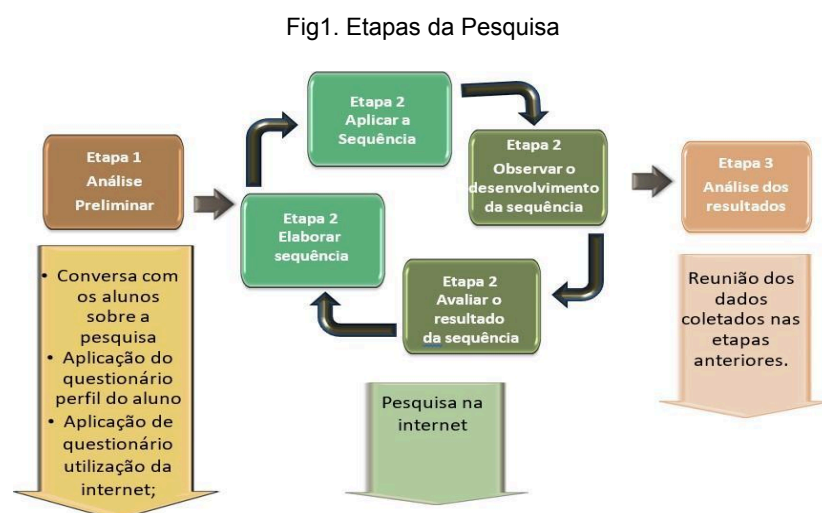 Fig1. Etapas da Pesquisa
Etapa 1
Análise
Preliminar
Etapa 2
Aplicar a
Sequência
Etapa 2
Elaborar
sequência
Etapa 2
Observar o
desenvolvimento
da sequência
Etapa 2
Avaliar o
resultado
da sequência
Etapa 3
Análise dos
resultados
• Conversa com
os alunos
sobre a
pesquisa
• Aplicação do
questionário
perfil do aluno
• Aplicação de
questionário
utilização da
internet;
Pesquisa na
internet
Reunião dos
dados
coletados nas
etapas
anteriores.